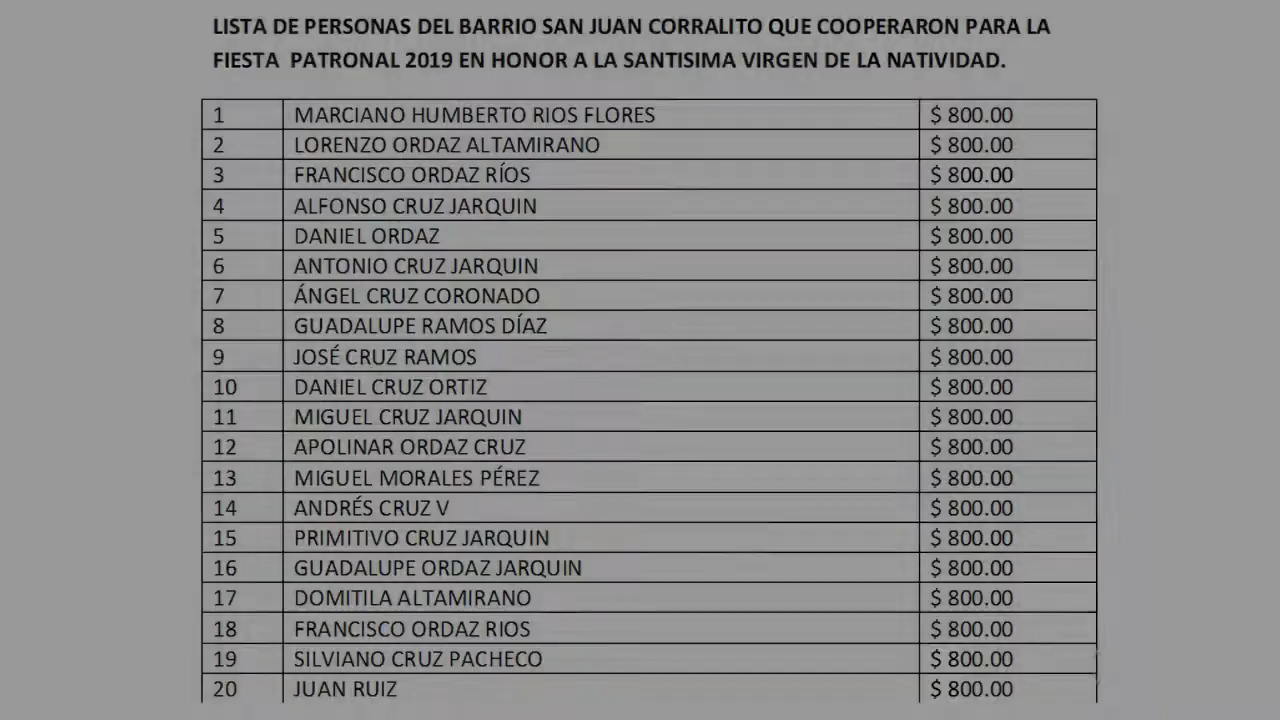 LISTA DE PERSONAS DEL BARRIO SAN JUAN CORRALITO QUE COOPERARON PARA LA
FIESTA PATRONAL 2019 EN HONOR A LA SANTISIMA VIRGEN DE LA NATIVIDAD.
1 MARCIANO HUMBERTO RIOS FLORES $ 800.00
2 LORENZO ORDAZ ALTAMIRANO $ 800.00
3 FRANCISCO ORDAZ RÍOS $ 800.00
4 ALFONSO CRUZ JARQUIN $ 800.00
5 DANIEL ORDAZ $ 800.00
6 ANTONIO CRUZ JARQUIN $ 800.00
7 ÁNGEL CRUZ CORONADO $ 800.00
8 GUADALUPE RAMOS DÍAZ $ 800.00
9 JOSÉ CRUZ RAMOS $ 800.00
10 DANIEL CRUZ ORTIZ $ 800.00
11 MIGUEL CRUZ JARQUIN $ 800.00
12 APOLINAR ORDAZ CRUZ $ 800.00
13 MIGUEL MORALES PÉREZ $ 800.00
14 ANDRÉS CRUZ V $ 800.00
15 PRIMITIVO CRUZ JARQUIN $ 800.00
16 GUADALUPE ORDAZ JARQUIN $ 800.00
17 DOMITILA ALTAMIRANO $ 800.00
18 FRANCISCO ORDAZ RIOS $ 800.00
19 SILVIANO CRUZ PACHECO $ 800.00
20 JUAN RUIZ $ 800.00